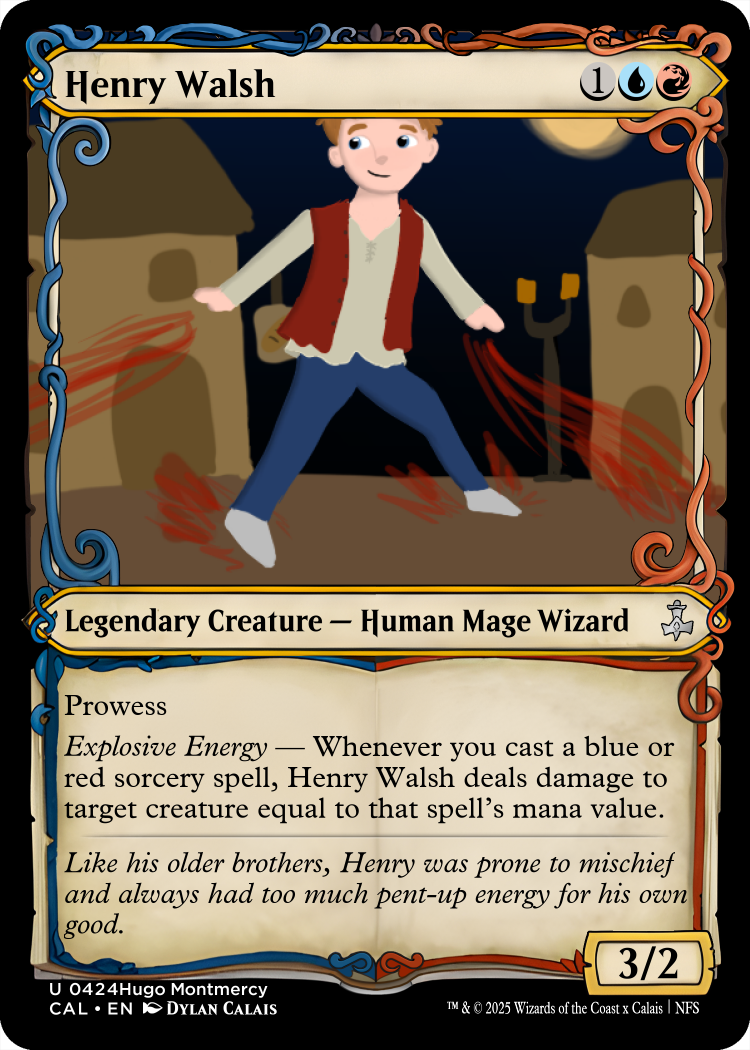 Henry Walsh 1
Legendary Creature — Human Mage Wizard
Prowess
Explosive Energy — Whenever you cast a blue or
red sorcery spell, Henry Walsh deals damage to
target creature equal to that spell's mana value.
Like his older brothers, Henry was prone to mischief
and always had too much pent-up energy for his own
good.
3/2
U 0424Hugo Montmercy
CAL • EN Dylan Calais
™ & © 2025 Wizards of the Coast x Calais | NFS